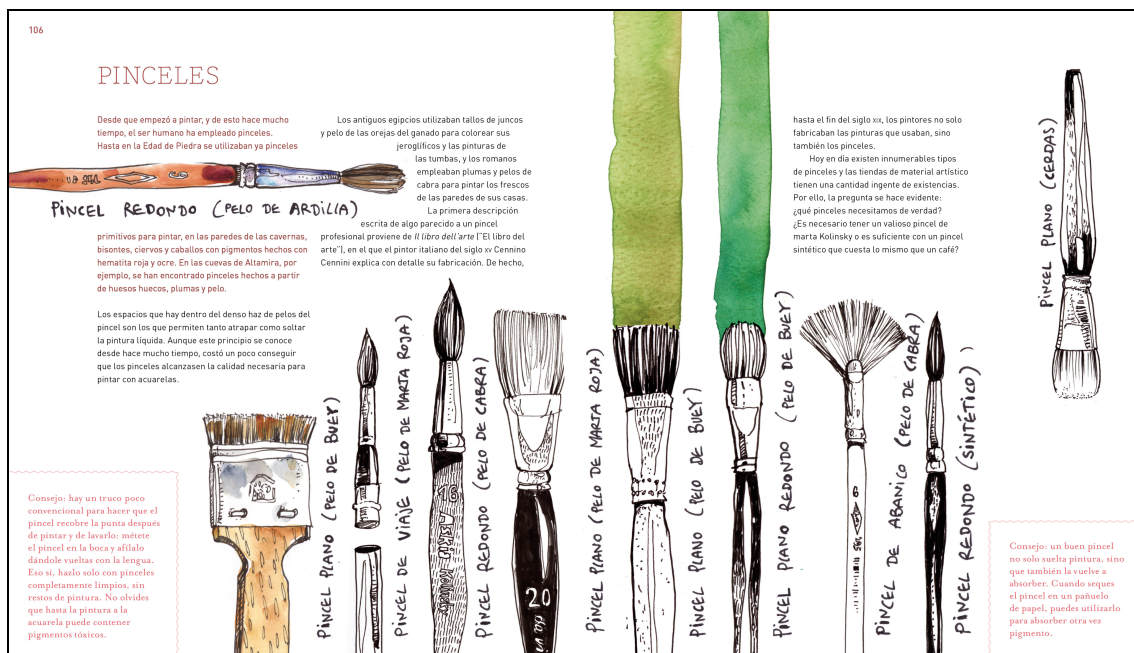 106
PINCELES
Desde que empezó a pintar, y de esto hace mucho
tiempo, el ser humano ha empleado pinceles.
Hasta en la Edad de Piedra se utilizaban ya pinceles
PINCEL REDONDO (PELO DE ARDILLA)
primitivos para pintar, en las paredes de las cavernas,
bisontes, ciervos y caballos con pigmentos hechos con
hematita roja y ocre. En las cuevas de Altamira, por
ejemplo, se han encontrado pinceles hechos a partir
de huesos huecos, plumas y pelo.
Los espacios que hay dentro del denso haz de pelos del
pincel son los que permiten tanto atrapar como soltar
la pintura líquida. Aunque este principio se conoce
desde hace mucho tiempo, costó un poco conseguir
que los pinceles alcanzasen la calidad necesaria para
pintar con acuarelas.
Los antiguos egipcios utilizaban tallos de juncos
y pelo de las orejas del ganado para colorear sus
jeroglíficos y las pinturas de
las tumbas, y los romanos
empleaban plumas y pelos de
cabra para pintar los frescos
de las paredes de sus casas.
La primera descripción
escrita de algo parecido a un pincel
profesional proviene de Il libro dell'arte ["El libro del
arte"], en el que el pintor italiano del siglo XV Cennino
Cennini explica con detalle su fabricación. De hecho,
hasta el fin del siglo XIX, los pintores no solo
fabricaban las pinturas que usaban, sino
también los pinceles.
Hoy en día existen innumerables tipos
de pinceles y las tiendas de material artístico
tienen una cantidad ingente de existencias.
Por ello, la pregunta se hace evidente:
¿qué pinceles necesitamos de verdad?
¿Es necesario tener un valioso pincel de
marta Kolinsky o es suficiente con un pincel
sintético que cuesta lo mismo que un café?
Consejo: hay un truco poco
convencional para hacer que el
pincel recobre la punta después
de pintar y de lavarlo: métete
el pincel en la boca y afílalo
dándole vueltas con la lengua.
Eso sí, hazlo solo con pinceles
completamente limpios, sin
restos de pintura. No olvides
que hasta la pintura a la
acuarela puede contener
pigmentos tóxicos.
PINCEL PLANO (PELO DE BUEY)
PINCEL DE VIAJE (PELO DE MARTA ROJA)
16
PINCEL REDONDO (PELO DE CABRA)
20
da vi
PINCEL PLANO (PELO DE MARTA ROJA)
PINCEL PLANO (PELO DE BUEY)
PINCEL PLANO REDONDO (PELO DE BUEY)
6
PINCEL DE ABANICO (PELO DE CABRA)
PINCEL REDONDO (SINTÉTICO)
PINCEL PLANO (CERDAS)
Consejo: un buen pincel
no solo suelta pintura, sino
que también la vuelve a
absorber. Cuando seques
el pincel en un pañuelo
de papel, puedes utilizarlo
para absorber otra vez
pigmento.